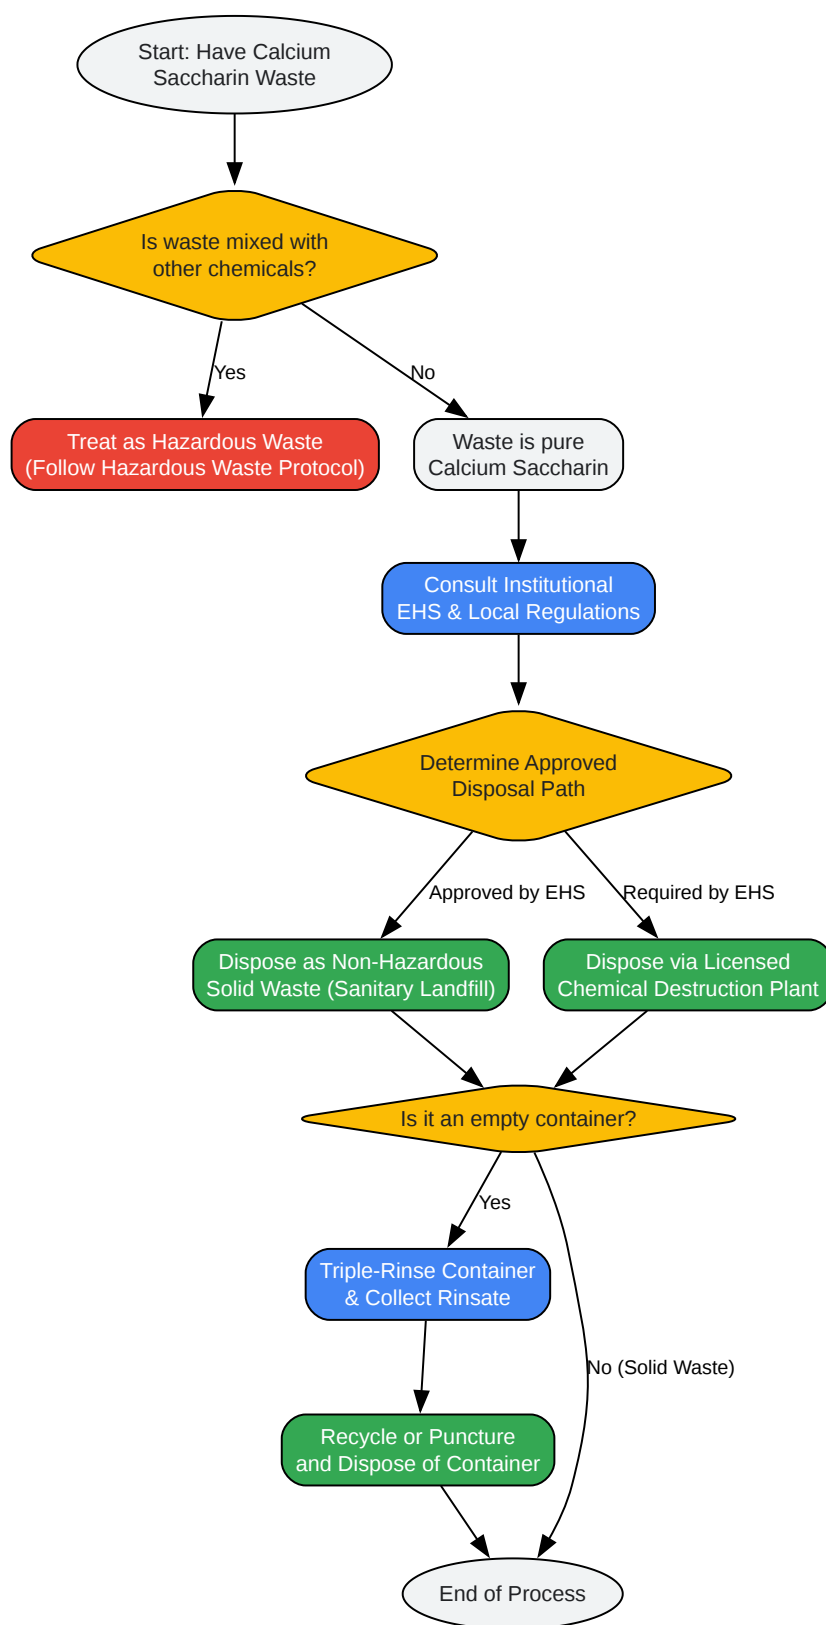 Start: Have Calcium
Saccharin Waste
Is waste mixed with
other chemicals?
Yes
No
Treat as Hazardous Waste
(Follow Hazardous Waste Protocol)
Waste is pure
Calcium Saccharin
Consult Institutional
EHS & Local Regulations
Determine Approved
Disposal Path
Approved by EHS
Required by EHS
Dispose as Non-Hazardous
Solid Waste (Sanitary Landfill)
Dispose via Licensed
Chemical Destruction Plant
Is it an empty container?
Yes
Triple-Rinse Container
& Collect Rinsate
No (Solid Waste)
Recycle or Puncture
and Dispose of Container
End of Process